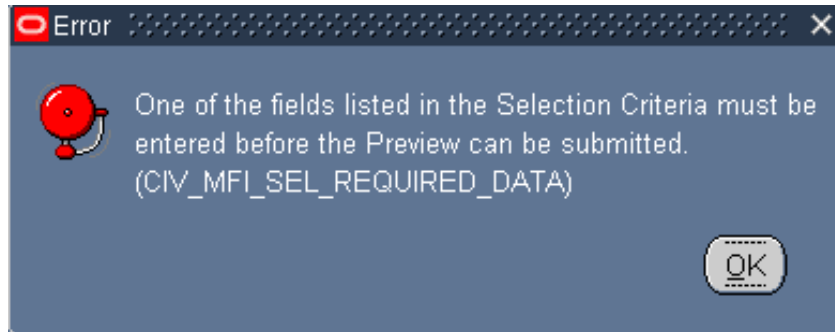 Error
One of the fields listed in the Selection Criteria must be
entered before the Preview can be submitted.
(CIV_MFI_SEL_REQUIRED_DATA)
OK